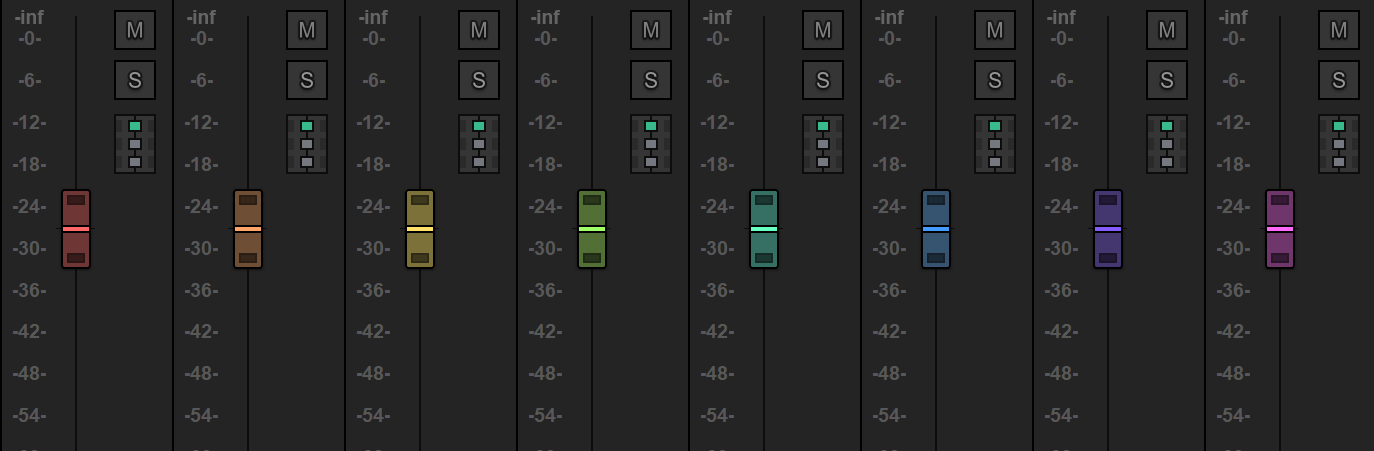 -inf M -inf M -inf M -inf M -inf M -inf M -inf M -inf M
-0- -0- -0- -0- -0- -0- -0- -0-
-6- S -6- S -6- S -6- S -6- S -6- S -6- S -6- S
-12- -12- -12- -12- -12- -12- -12- -12-
-18- -18- -18- -18- -18- -18- -18- -18-
-24- -24- -24- -24- -24- -24- -24- -24-
-30- -30- -30- -30- -30- -30- -30- -30-
-36- -36- -36- -36- -36- -36- -36- -36-
-42- -42- -42- -42- -42- -42- -42- -42-
-48- -48- -48- -48- -48- -48- -48- -48-
-54- -54- -54- -54- -54- -54- -54- -54-